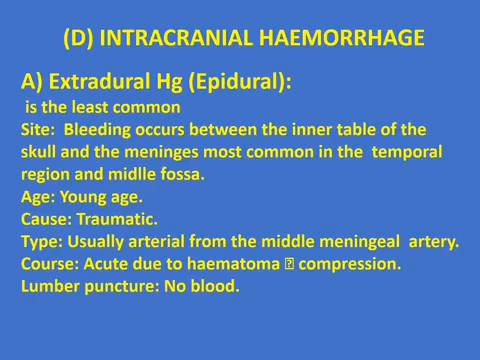 (D) INTRACRANIAL HAEMORRHAGE
A) Extradural Hg (Epidural):
is the least common
Site: Bleeding occurs between the inner table of the
skull and the meninges most common in the temporal
region and midlle fossa.
Age: Young age.
Cause: Traumatic.
Type: Usually arterial from the middle meningeal artery.
Course: Acute due to haematoma ⍰ compression.
Lumber puncture: No blood.